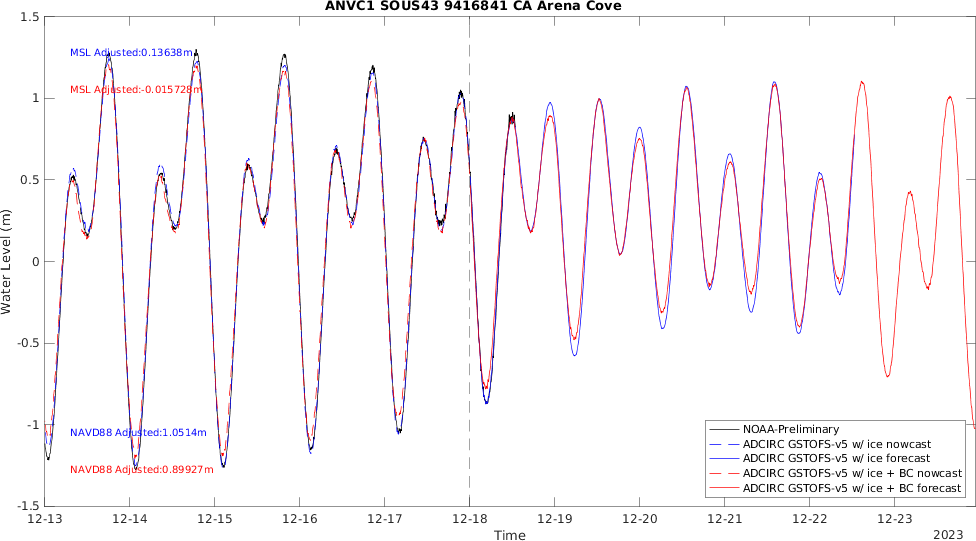 ANVC1 SOUS43 9416841 CA Arena Cove
1.5
1
0.5
0
-0.5
-1
-1.5
Water Level (m)
MSL Adjusted:0.13638m
MSL Adjusted:-0.015728m
NAVD88 Adjusted:1.0514m
NAVD88 Adjusted:0.89927m
NOAA-Preliminary
ADCIRC GSTOFS-v5 w/ ice nowcast
ADCIRC GSTOFS-v5 w/ ice forecast
ADCIRC GSTOFS-v5 w/ ice + BC nowcast
ADCIRC GSTOFS-v5 w/ ice + BC forecast
12-13 12-14 12-15 12-16 12-17 12-18 12-19 12-20 12-21 12-22 12-23
Time
2023